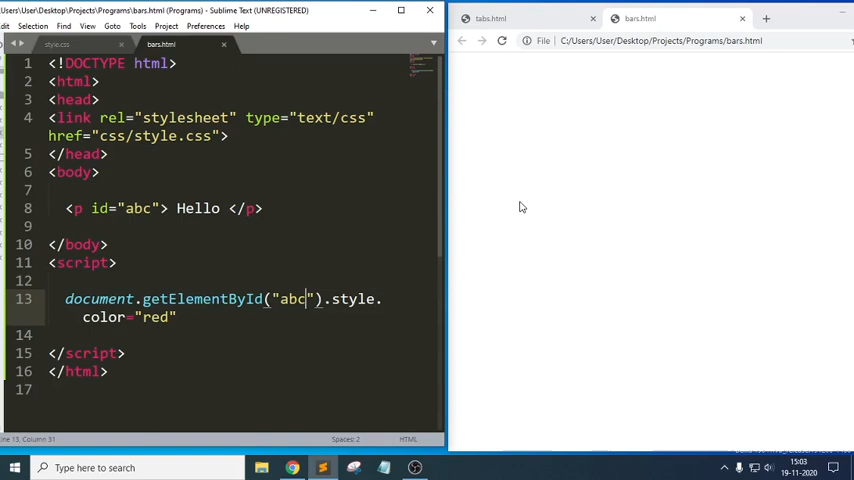 Users\User\Desktop\Projects\Programs\bars.html (Programs) - Sublime Text (UNREGISTERED)
Edit Selection Find View Goto Tools Project Preferences Help
style.css
bars.html
1 <!DOCTYPE html>
2 <html>
3 <head>
4 <link rel="stylesheet" type="text/css"
href="css/style.css">
5 </head>
6 <body>
7
8 <p id="abc"> Hello </p>
9
10 </body>
11 <script>
12
13 document.getElementById("abc").style.
color="red"
14
15 </script>
16 </html>
17
Line 13, Column 31
Spaces: 2
HTML
tabs.html
bars.html
File C:/Users/User/Desktop/Projects/Programs/bars.html
Type here to search
15:03
19-11-2020